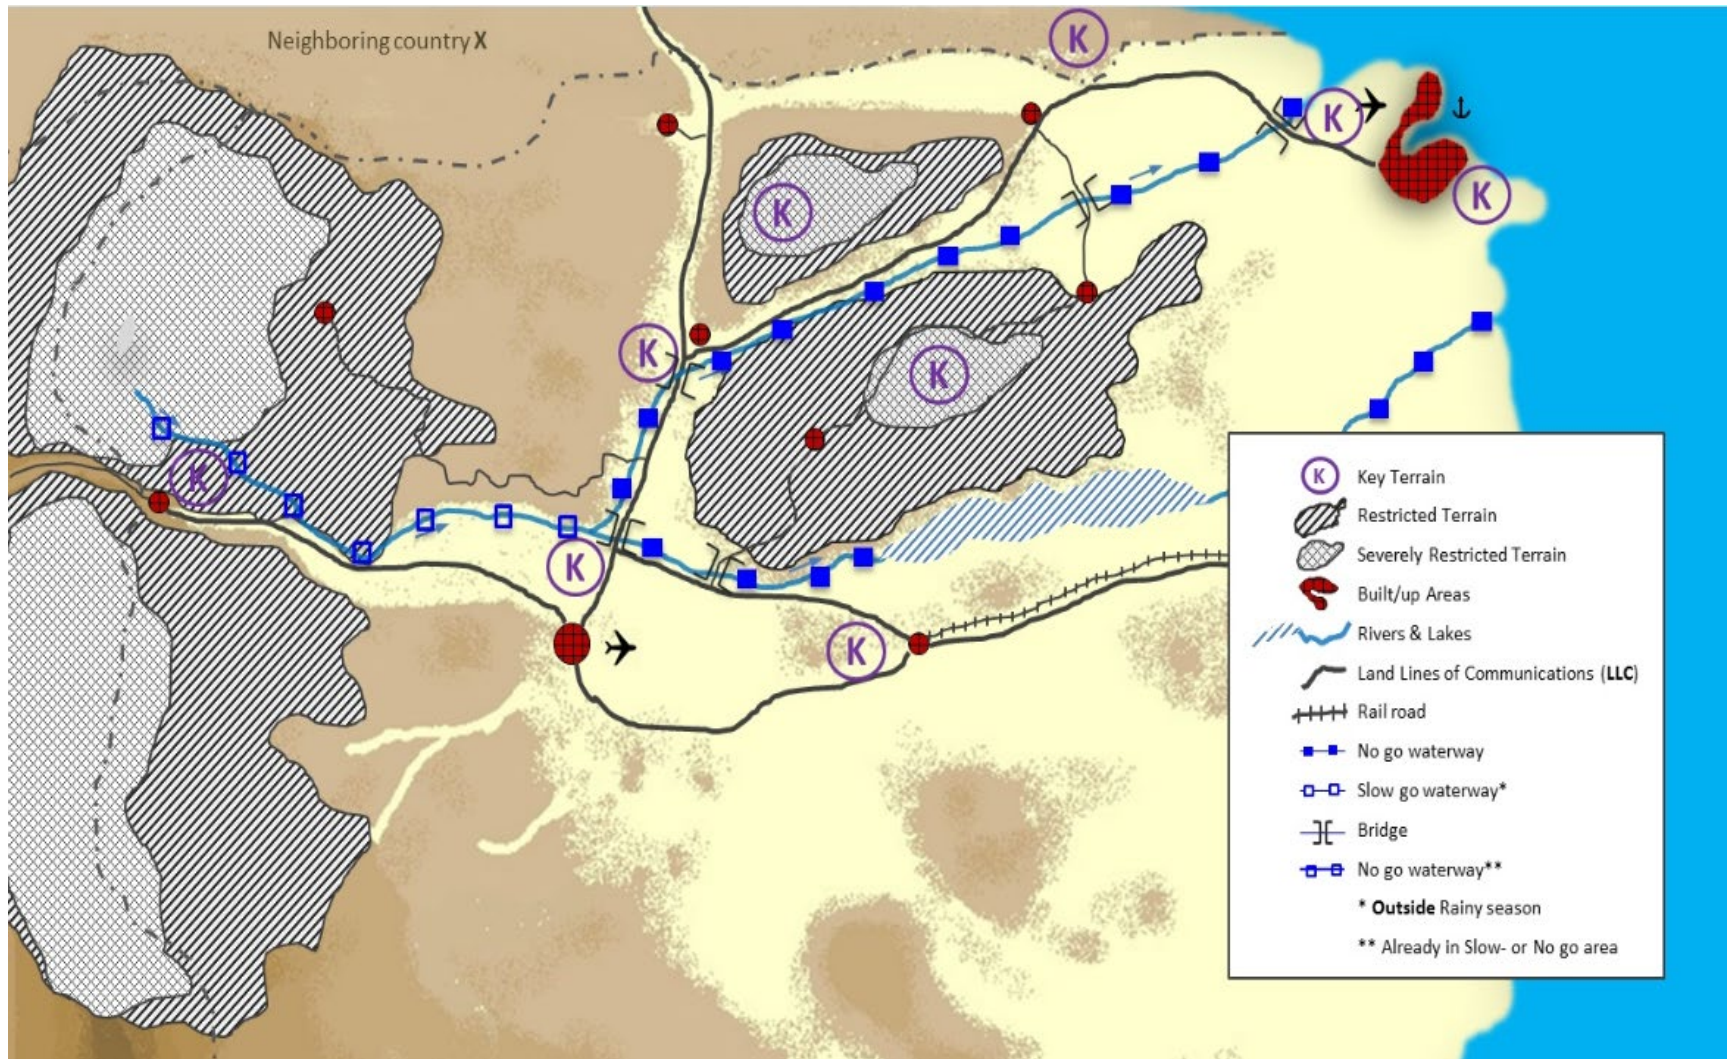 Neighboring country X
K
K
K
K
K
K
K
K
K
K
K Key Terrain
Restricted Terrain
Severely Restricted Terrain
Built/up Areas
Rivers & Lakes
Land Lines of Communications (LLC)
Rail road
No go waterway
Slow go waterway*
Bridge
No go waterway**
* Outside Rainy season
** Already in Slow- or No go area